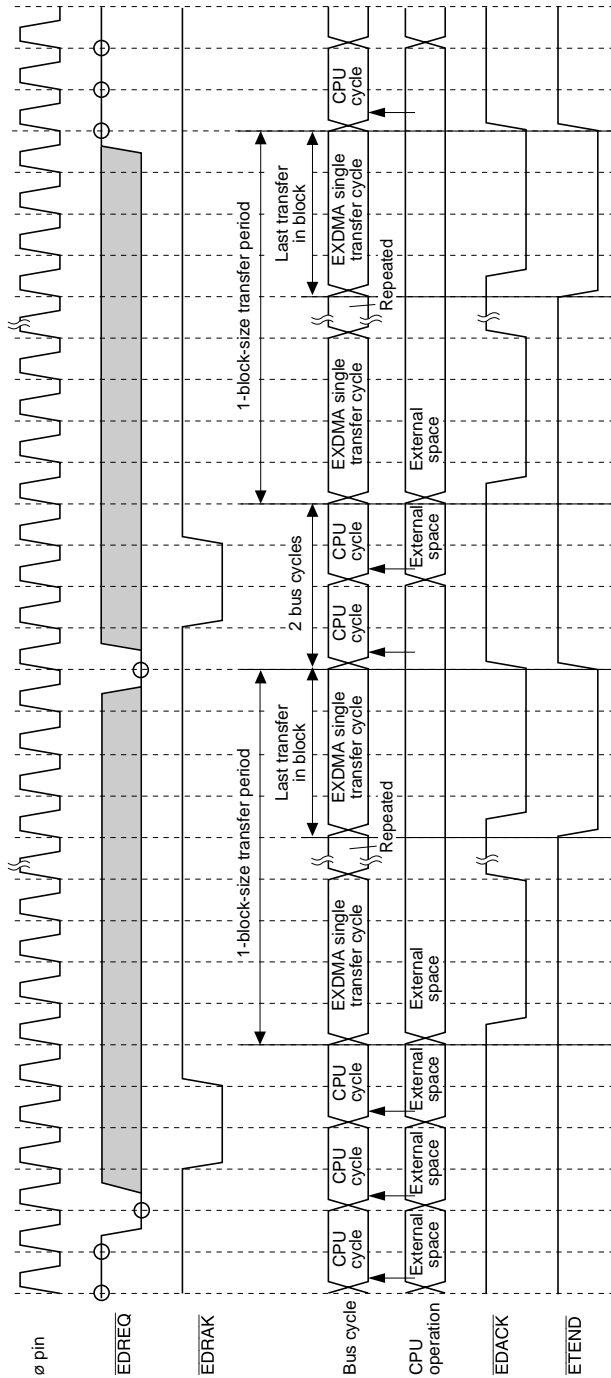 ø pin
EDREQ
EDRAK
1-block-size transfer period
1-block-size transfer period
Last transfer
in block
2 bus cycles
Last transfer
in block
Bus cycle
CPU
cycle
CPU
cycle
CPU
cycle
EXDMA single
transfer cycle
Repeated
EXDMA single
transfer cycle
CPU
cycle
CPU
cycle
EXDMA single
transfer cycle
Repeated
EXDMA single
transfer cycle
CPU
cycle
CPU
operation
External
space
External
space
External
space
External
space
External
space
External
space
EDACK
ETEND